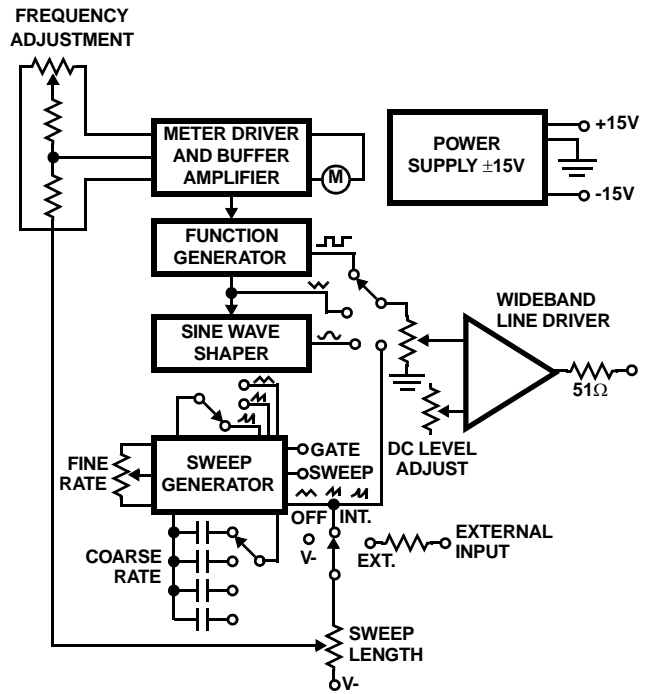 FREQUENCY
ADJUSTMENT
METER DRIVER
AND BUFFER
AMPLIFIER
M
POWER
SUPPLY ±15V
+15V
-15V
FUNCTION
GENERATOR
SINE WAVE
SHAPER
WIDEBAND
LINE DRIVER
51Ω
DC LEVEL
ADJUST
FINE
RATE
SWEEP
GENERATOR
GATE
SWEEP
OFF
INT.
V-
EXT.
EXTERNAL
INPUT
COARSE
RATE
SWEEP
LENGTH
V-